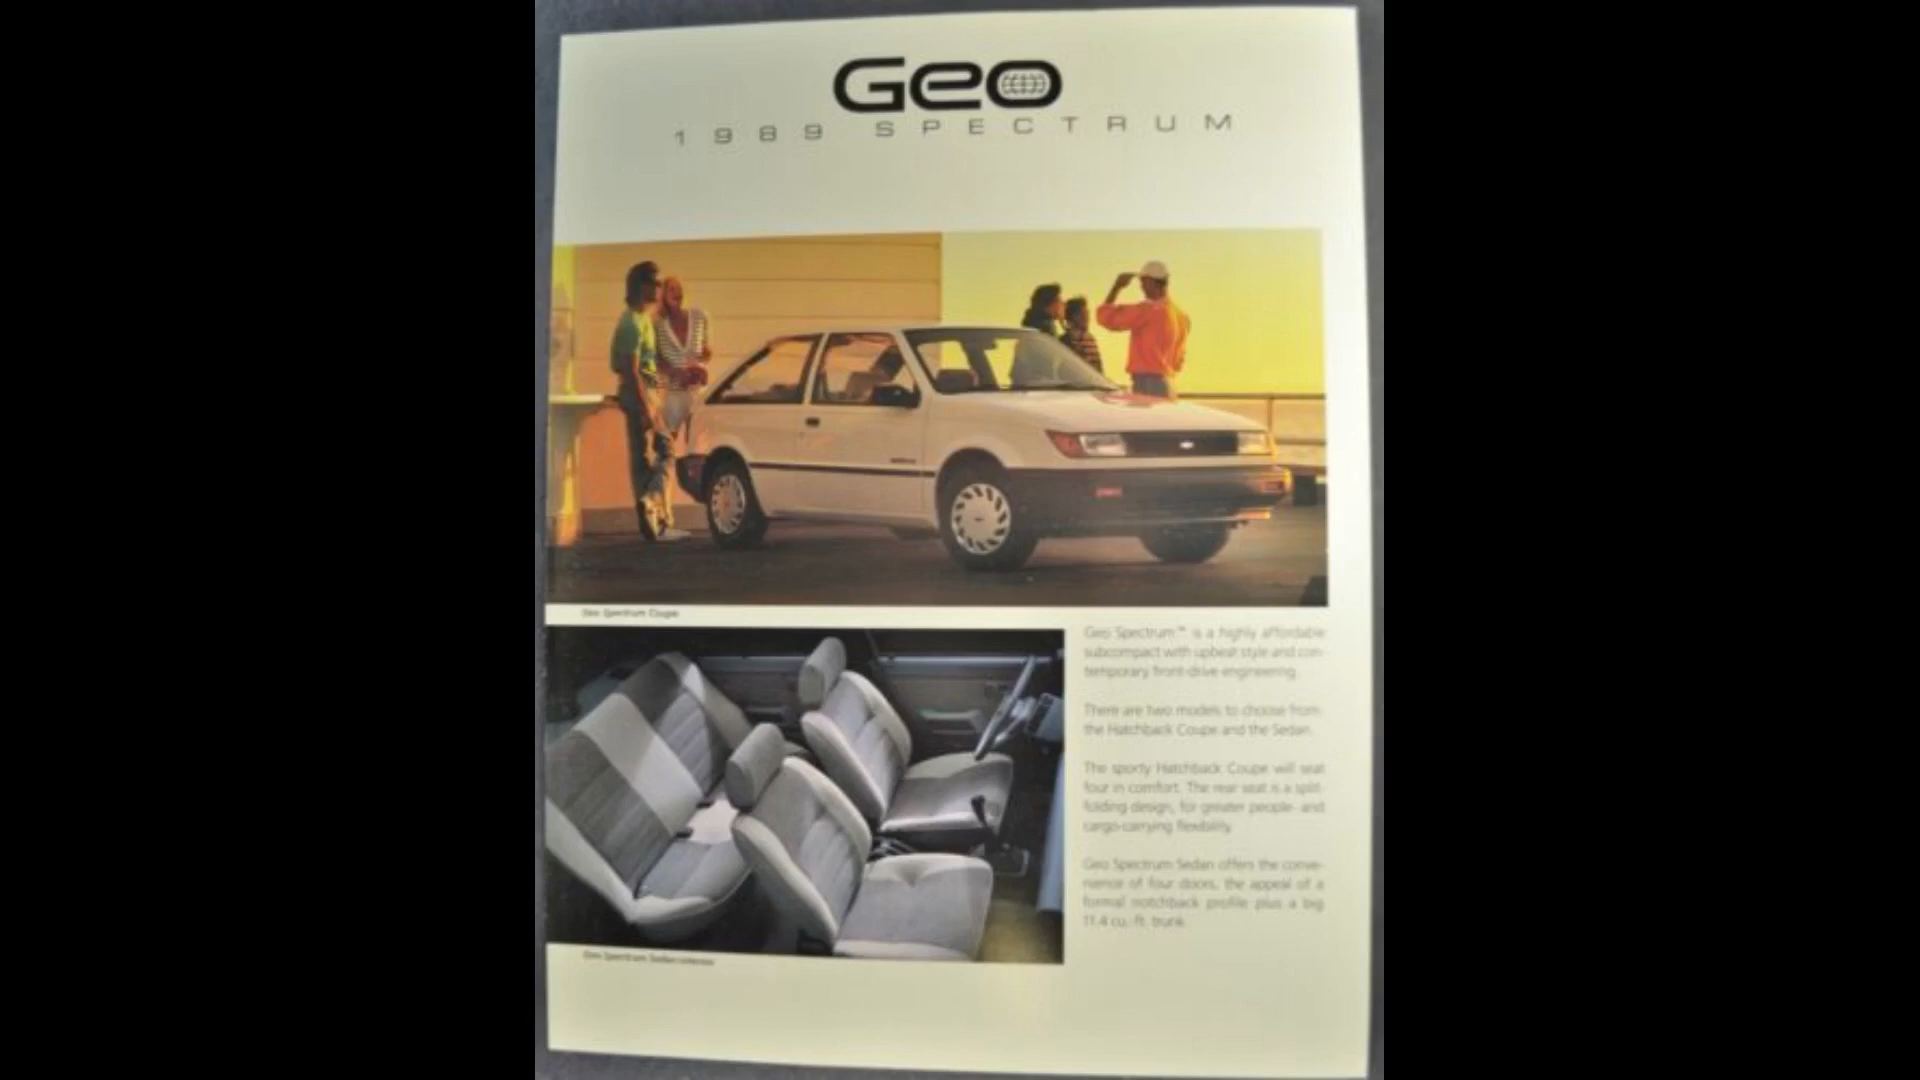 Geo
1989 SPECTRUM
Geo Spectrum Coupe
Geo Spectrum™ is a highly affordable
subcompact with upbeat style and con-
temporary front-drive engineering.
There are two models to choose from:
the Hatchback Coupe and the Sedan.
The sporty Hatchback Coupe will seat
four in comfort. The rear seat is a split-
folding design, for greater people- and
cargo-carrying flexibility.
Geo Spectrum Sedan offers the conve-
nience of four doors, the appeal of a
formal notchback profile plus a big
11.4 cu.-ft. trunk.
Geo Spectrum Sedan interior